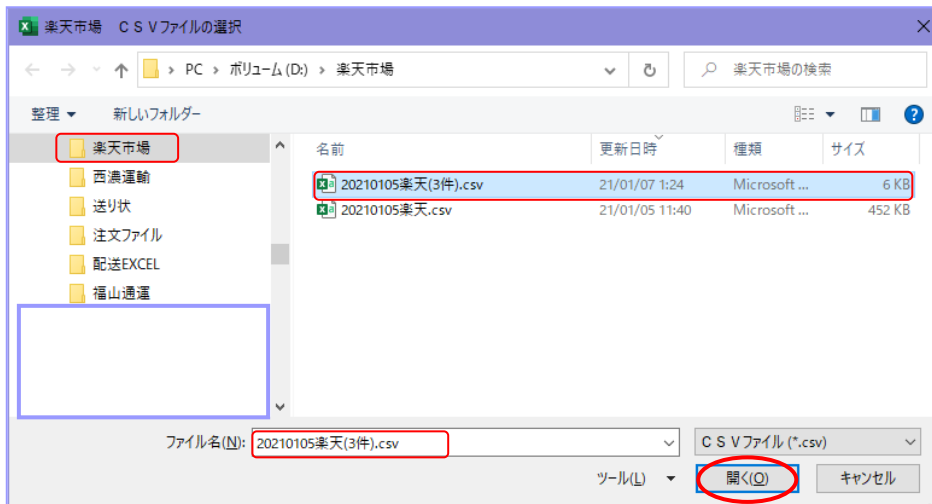 楽天市場　ＣＳＶファイルの選択
PC › ボリューム (D:) › 楽天市場
楽天市場の検索
整理 新しいフォルダー
名前 更新日時 種類 サイズ
楽天市場
西濃運輸
送り状
注文ファイル
配送EXCEL
福山通運
20210105楽天(3件).csv 21/01/07 1:24 Microsoft ... 6 KB
20210105楽天.csv 21/01/05 11:40 Microsoft ... 452 KB
ファイル名(N): 20210105楽天(3件).csv ＣＳＶファイル (*.csv)
ツール(L) 開く(O) キャンセル